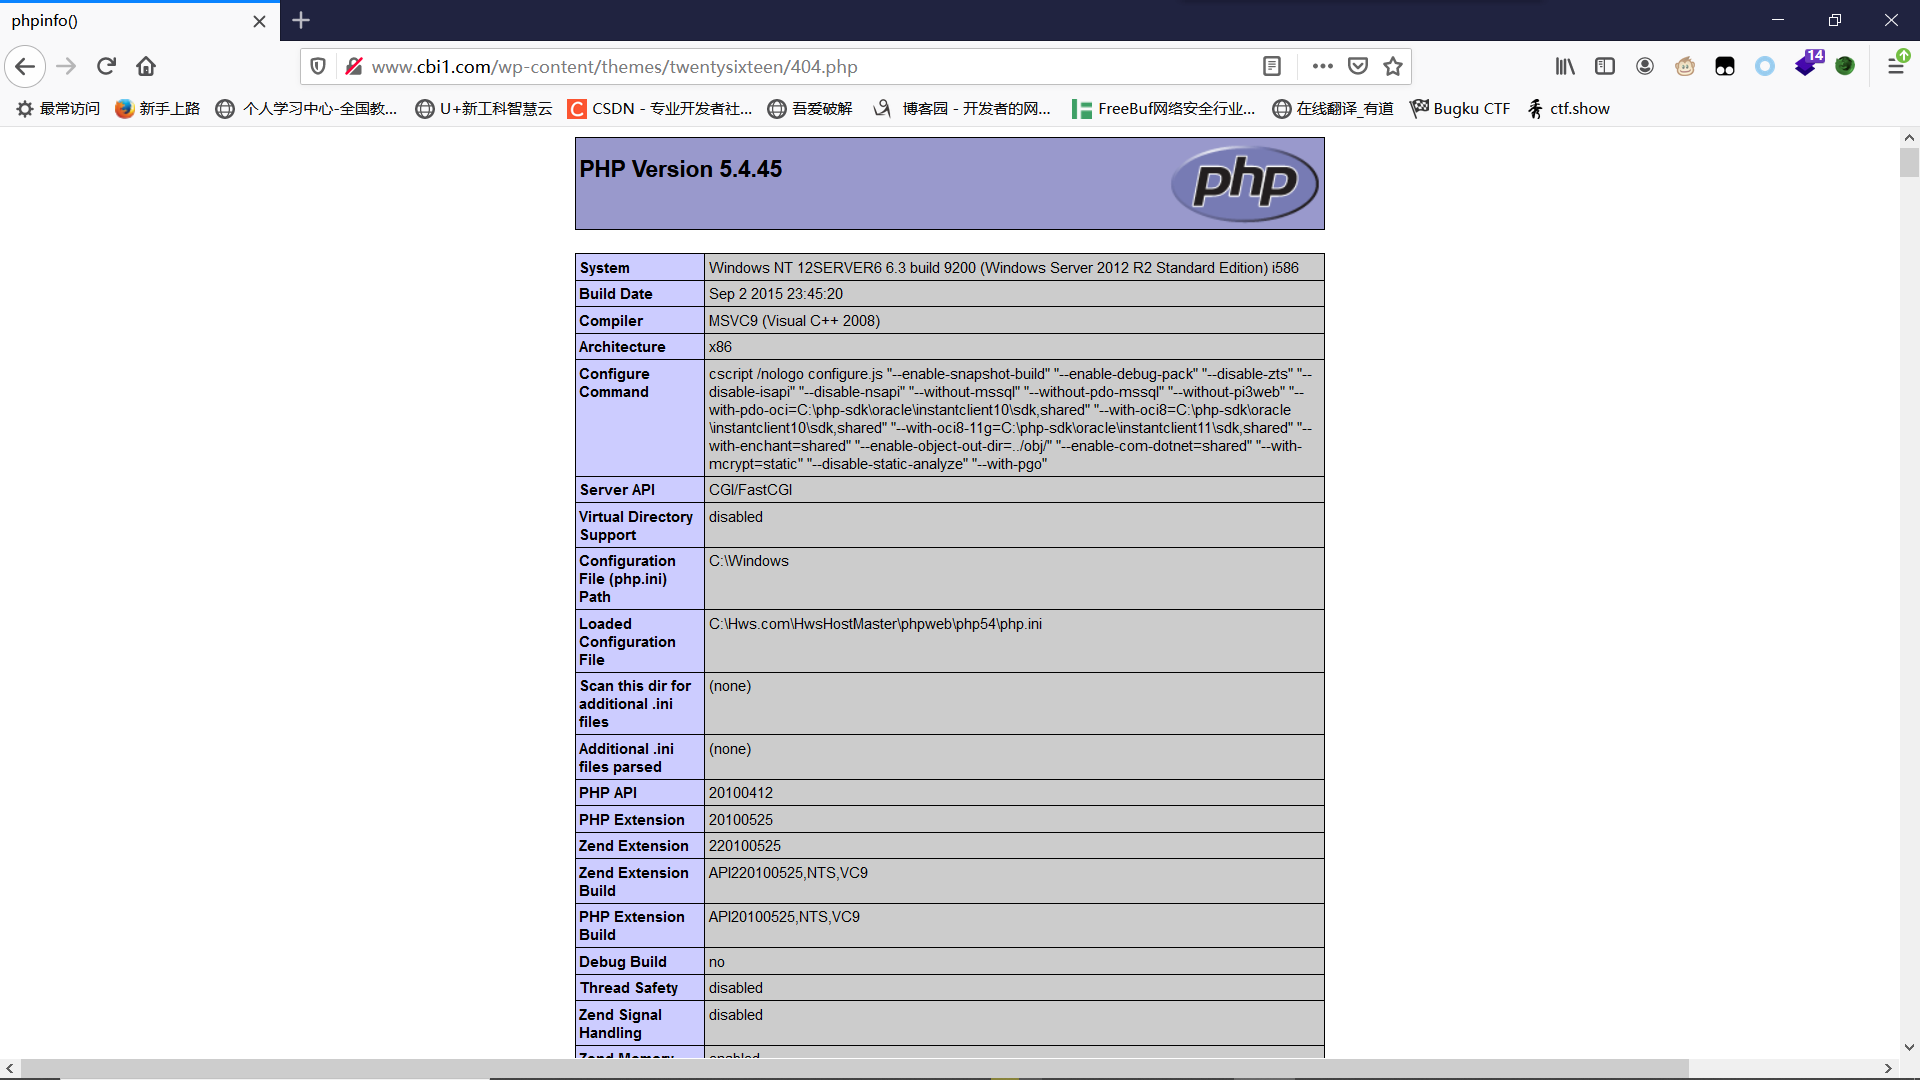 phpinfo()
www.cbi1.com/wp-content/themes/twentysixteen/404.php
14
最常访问
新手上路
个人学习中心-全国教...
U+新工科智慧云
CSDN - 专业开发者社...
吾爱破解
博客园 - 开发者的网...
FreeBuf网络安全行业...
在线翻译_有道
Bugku CTF
ctf.show
PHP Version 5.4.45
php
System
Windows NT 12SERVER6 6.3 build 9200 (Windows Server 2012 R2 Standard Edition) i586
Build Date
Sep 2 2015 23:45:20
Compiler
MSVC9 (Visual C++ 2008)
Architecture
x86
Configure
Command
cscript /nologo configure.js "--enable-snapshot-build" "--enable-debug-pack" "--disable-zts" "--
disable-isapi" "--disable-nsapi" "--without-mssql" "--without-pdo-mssql" "--without-pi3web" "--
with-pdo-oci=C:\php-sdk\oracle\instantclient10\sdk,shared" "--with-oci8=C:\php-sdk\oracle
\instantclient10\sdk,shared" "--with-oci8-11g=C:\php-sdk\oracle\instantclient11\sdk,shared" "--
with-enchant=shared" "--enable-object-out-dir=../obj/" "--enable-com-dotnet=shared" "--with-
mcrypt=static" "--disable-static-analyze" "--with-pgo"
Server API
CGI/FastCGI
Virtual Directory
Support
disabled
Configuration
File (php.ini)
Path
C:\Windows
Loaded
Configuration
File
C:\Hws.com\HwsHostMaster\phpweb\php54\php.ini
Scan this dir for
additional .ini
files
(none)
Additional .ini
files parsed
(none)
PHP API
20100412
PHP Extension
20100525
Zend Extension
220100525
Zend Extension
Build
API220100525,NTS,VC9
PHP Extension
Build
API20100525,NTS,VC9
Debug Build
no
Thread Safety
disabled
Zend Signal
Handling
disabled
Zend Memory
enabled